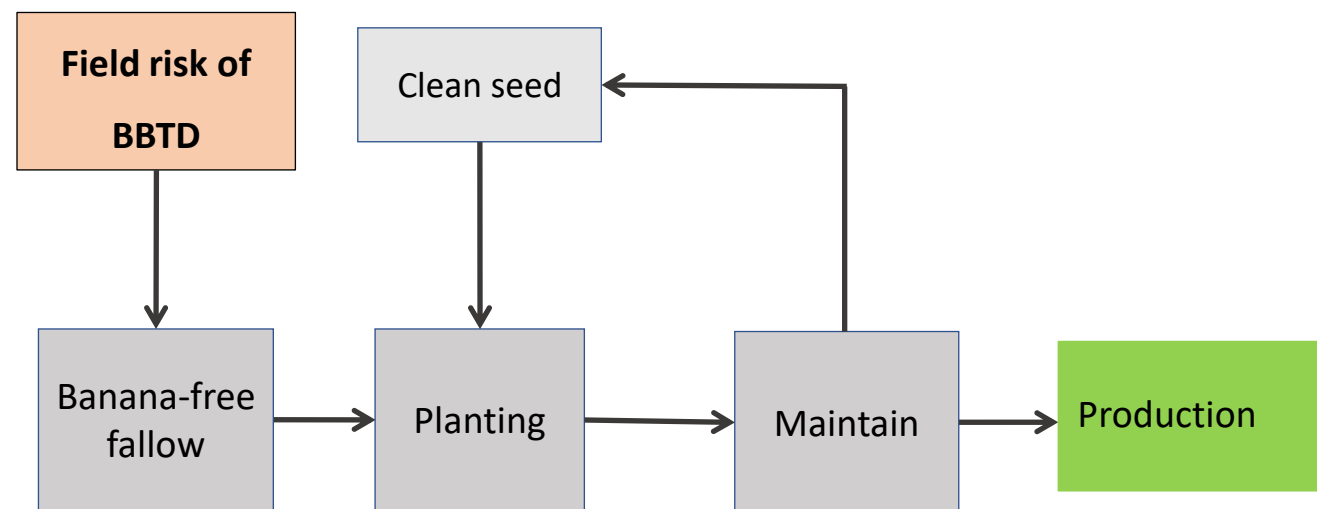 Field risk of
BBTD
Clean seed
Banana-free
fallow
Planting
Maintain
Production